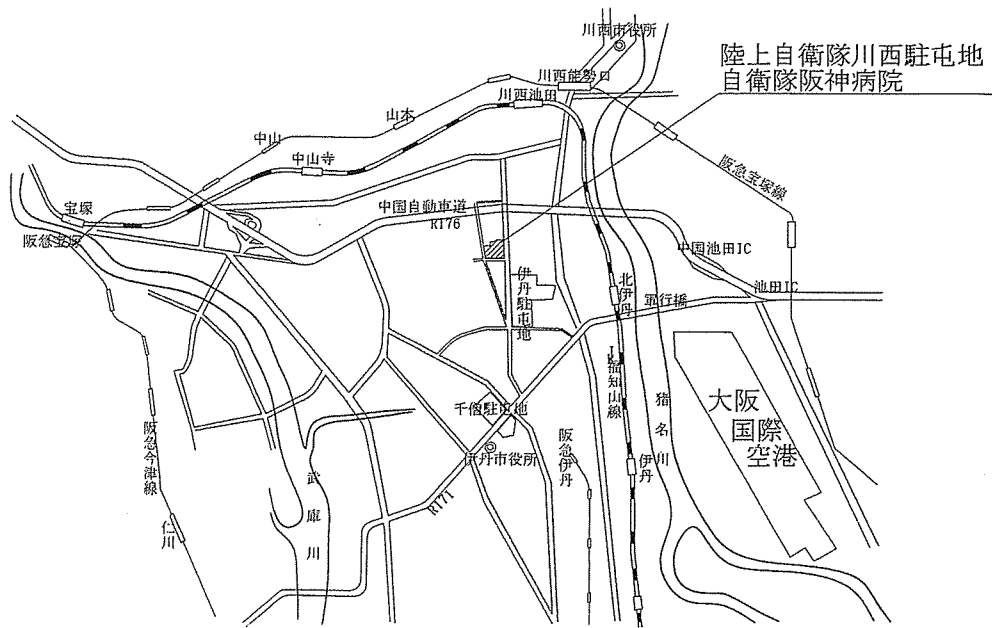 川西市役所
陸上自衛隊川西駐屯地
自衛隊阪神病院
川西能勢口
川西池田
山本
中山
中山寺
阪急宝塚線
宝塚
中国自動車道
R176
阪急宝塚
中国池田IC
伊丹駐屯地
北伊丹
軍行橋
池田IC
JR福知山線
猪名川
大阪
国際
空港
千僧駐屯地
阪急今津線
阪急伊丹
伊丹市役所
伊丹
武庫川
R171
仁川